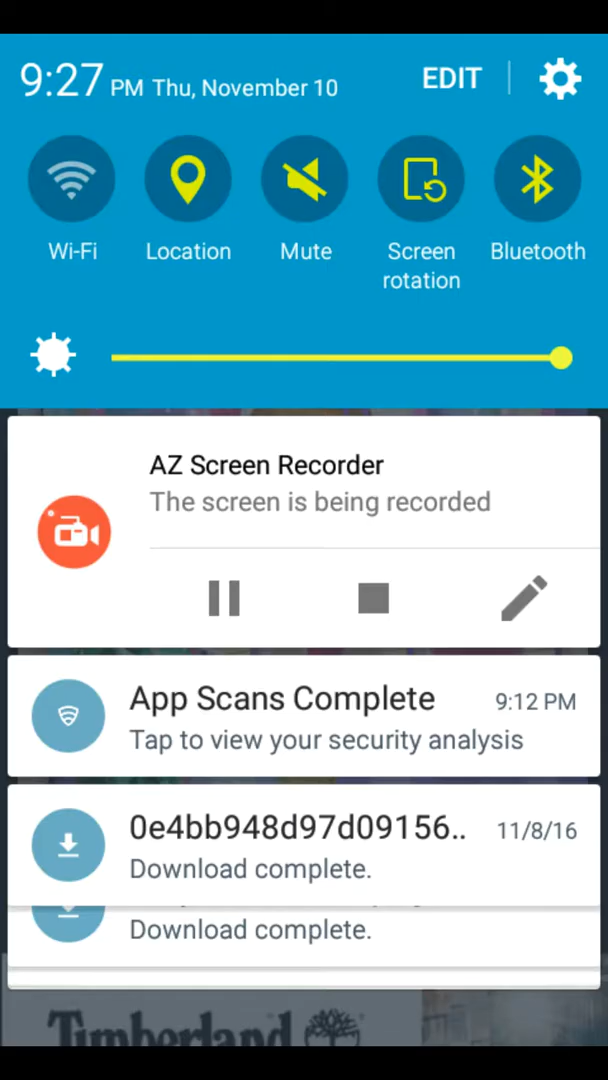 9:27 PM Thu, November 10 EDIT
Wi-Fi Location Mute Screen rotation Bluetooth
AZ Screen Recorder
The screen is being recorded
App Scans Complete 9:12 PM
Tap to view your security analysis
0e4bb948d97d09156.. 11/8/16
Download complete.
Download complete.
Timberland